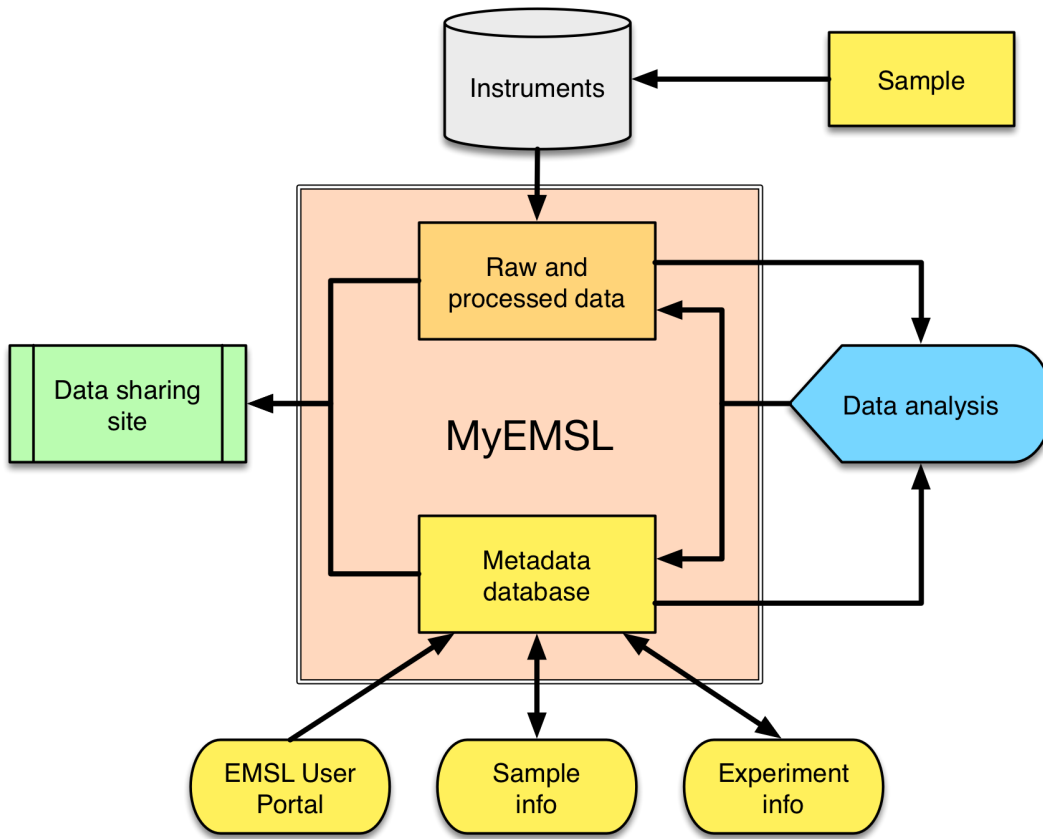 Instruments
Sample
Raw and
processed data
Data sharing
site
Data analysis
MyEMSL
Metadata
database
EMSL User
Portal
Sample
info
Experiment
info